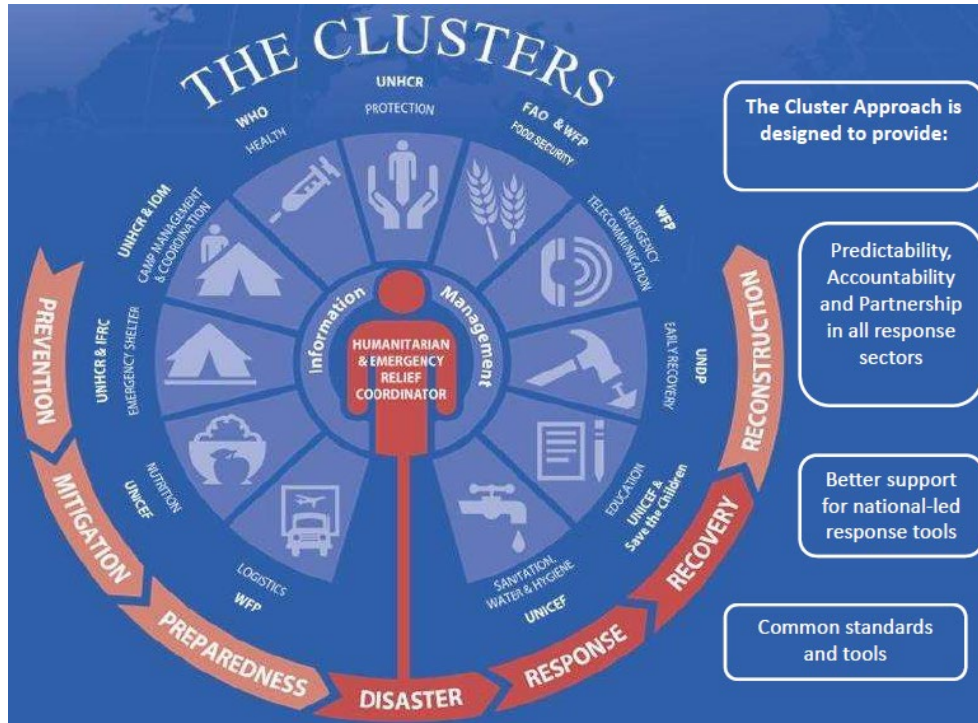 THE CLUSTERS
UNHCR
PROTECTION
FAO & WFP
FOOD SECURITY
WFP
EMERGENCY
TELECOMMUNICATION
UNDP
EARLY RECOVERY
EDUCATION
UNICEF &
Save the Children
SANITATION,
WATER & HYGIENE
UNICEF
LOGISTICS
WFP
NUTRITION
UNICEF
UNHCR & IFRC
EMERGENCY SHELTER
UNHCR & IOM
CAMP MANAGEMENT
& COORDINATION
WHO
HEALTH
Information Management
HUMANITARIAN
& EMERGENCY
RELIEF
COORDINATOR
PREVENTION
MITIGATION
PREPAREDNESS
DISASTER
RESPONSE
RECOVERY
RECONSTRUCTION
The Cluster Approach is
designed to provide:
Predictability,
Accountability
and Partnership
in all response
sectors
Better support
for national-led
response tools
Common standards
and tools